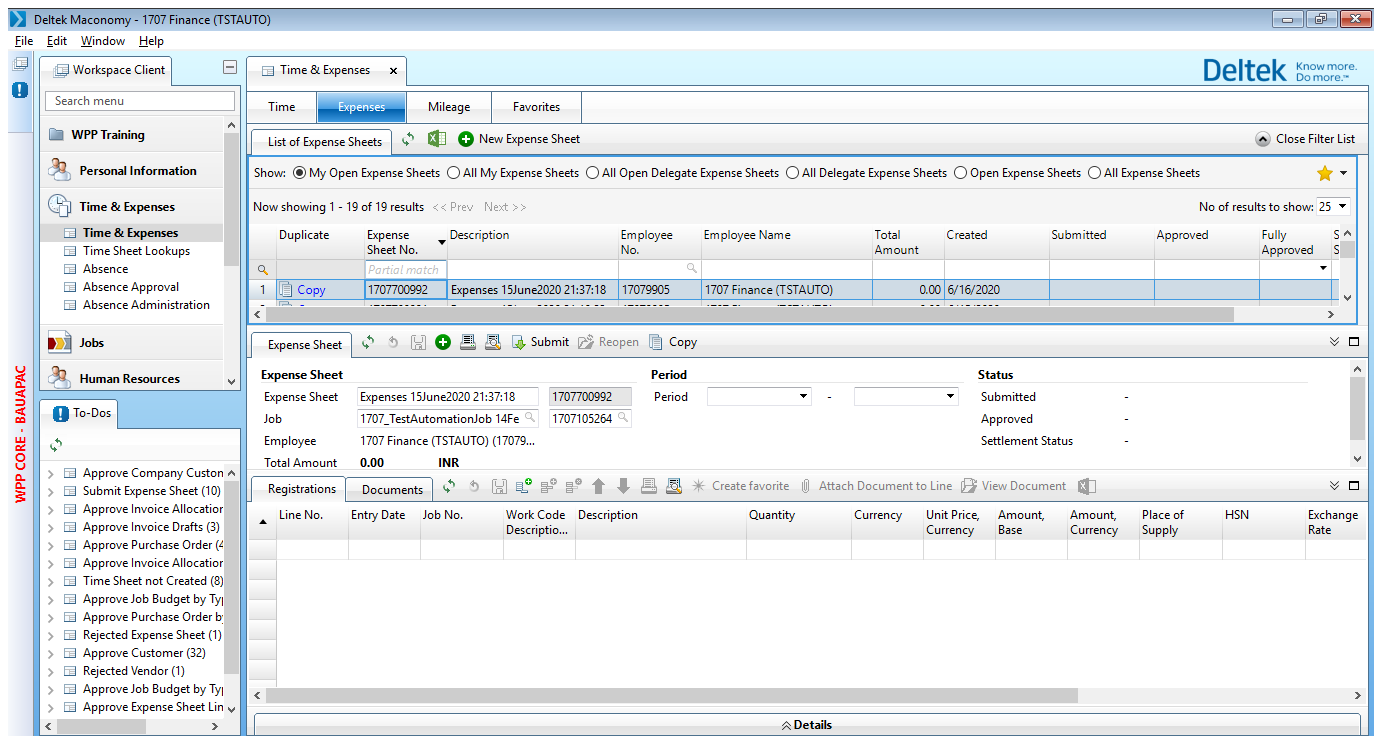 Deltek Maconomy - 1707 Finance (TSTAUTO)
File Edit Window Help
Workspace Client
Search menu
WPP Training
Personal Information
Time & Expenses
Time & Expenses
Time Sheet Lookups
Absence
Absence Approval
Absence Administration
Jobs
Human Resources
WPP CORE - BAUAPAC
To-Dos
Approve Company Custon
Submit Expense Sheet (10)
Approve Invoice Allocation
Approve Invoice Drafts (3)
Approve Purchase Order (4
Approve Invoice Allocation
Time Sheet not Created (8)
Approve Job Budget by Ty
Approve Purchase Order b
Rejected Expense Sheet (1)
Approve Customer (32)
Rejected Vendor (1)
Approve Job Budget by Ty
Approve Expense Sheet Lin
Time & Expenses x
Deltek Know more. Do more.™
Time Expenses Mileage Favorites
List of Expense Sheets New Expense Sheet Close Filter List
Show: My Open Expense Sheets All My Expense Sheets All Open Delegate Expense Sheets All Delegate Expense Sheets Open Expense Sheets All Expense Sheets
Now showing 1 - 19 of 19 results << Prev Next >> No of results to show: 25
Duplicate Expense Sheet No. Description Employee No. Employee Name Total Amount Created Submitted Approved Fully Approved S S
Partial match
1 Copy 1707700992 Expenses 15June2020 21:37:18 17079905 1707 Finance (TSTAUTO) 0.00 6/16/2020
Expense Sheet Submit Reopen Copy
Expense Sheet Period Status
Expense Sheet Expenses 15June2020 21:37:18 1707700992 Period - Submitted -
Job 1707_TestAutomationJob 14Fe 1707105264 Approved -
Employee 1707 Finance (TSTAUTO) (17079... Settlement Status -
Total Amount 0.00 INR
Registrations Documents Create favorite Attach Document to Line View Document
Line No. Entry Date Job No. Work Code Descriptio... Description Quantity Currency Unit Price, Currency Amount, Base Amount, Currency Place of Supply HSN Exchange Rate
Details